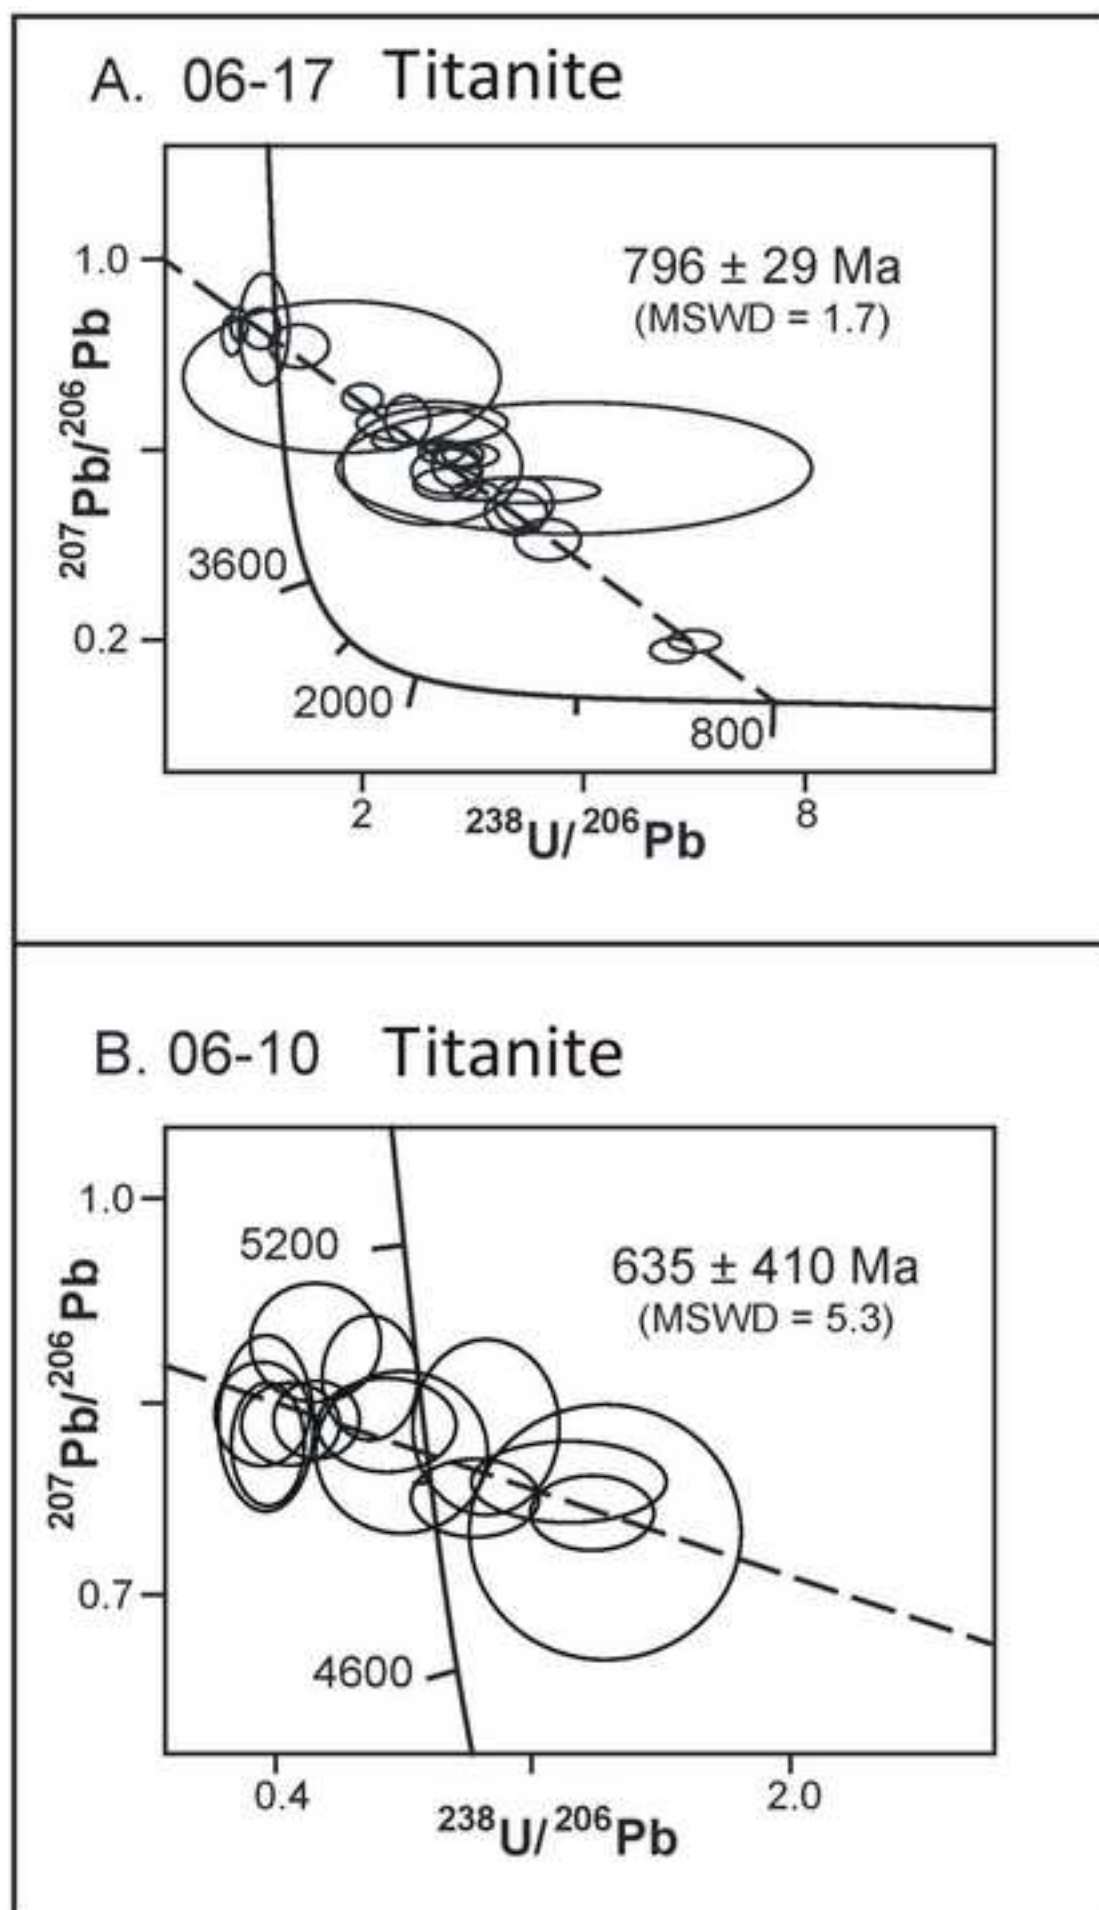 A. 06-17 Titanite
1.0
796 ± 29 Ma
(MSWD = 1.7)
207Pb/206Pb
3600
0.2
2000
800
2
8
238U/206Pb
B. 06-10 Titanite
1.0
5200
635 ± 410 Ma
(MSWD = 5.3)
207Pb/206Pb
0.7
4600
0.4
2.0
238U/206Pb